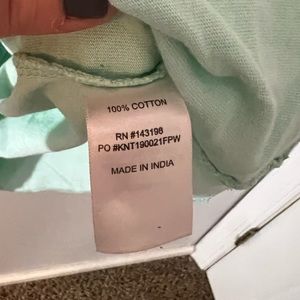 100% COTTON
RN #143198
PO #KNT190021FPW
MADE IN INDIA